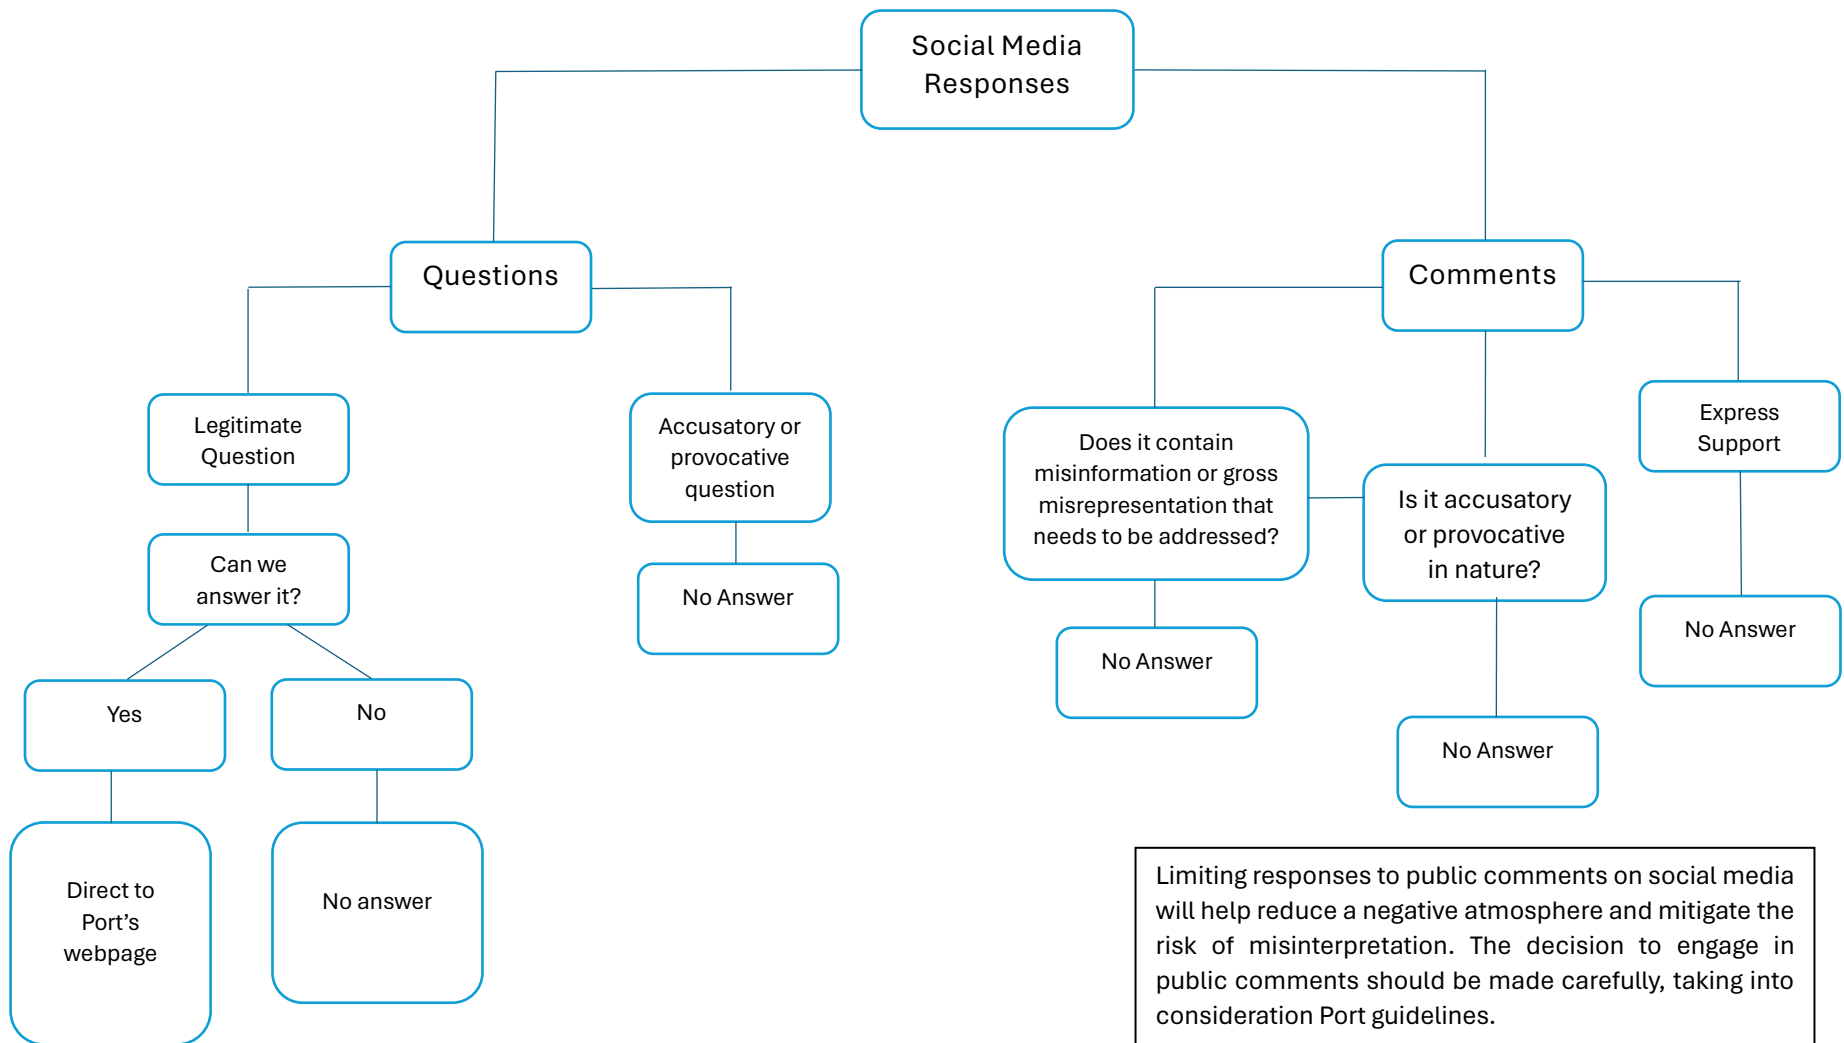 Social Media
Responses
Questions
Comments
Legitimate
Question
Accusatory or
provocative
question
Does it contain
misinformation or gross
misrepresentation that
needs to be addressed?
Is it accusatory
or provocative
in nature?
Express
Support
Can we
answer it?
No Answer
No Answer
No Answer
Yes
No
No Answer
Direct to
Port’s
webpage
No answer
Limiting responses to public comments on social media
will help reduce a negative atmosphere and mitigate the
risk of misinterpretation. The decision to engage in
public comments should be made carefully, taking into
consideration Port guidelines.